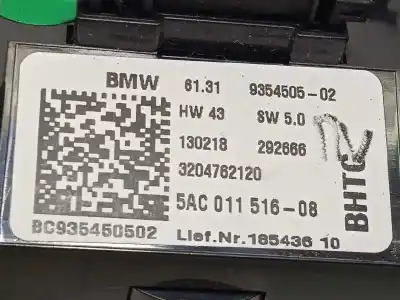 BMW 61.31 9354505-02
HW 43 SW 5.0
130218 292666
3204762120
5AC 011 516-08
BC935450502 Lief.Nr.185436 10
BHTC